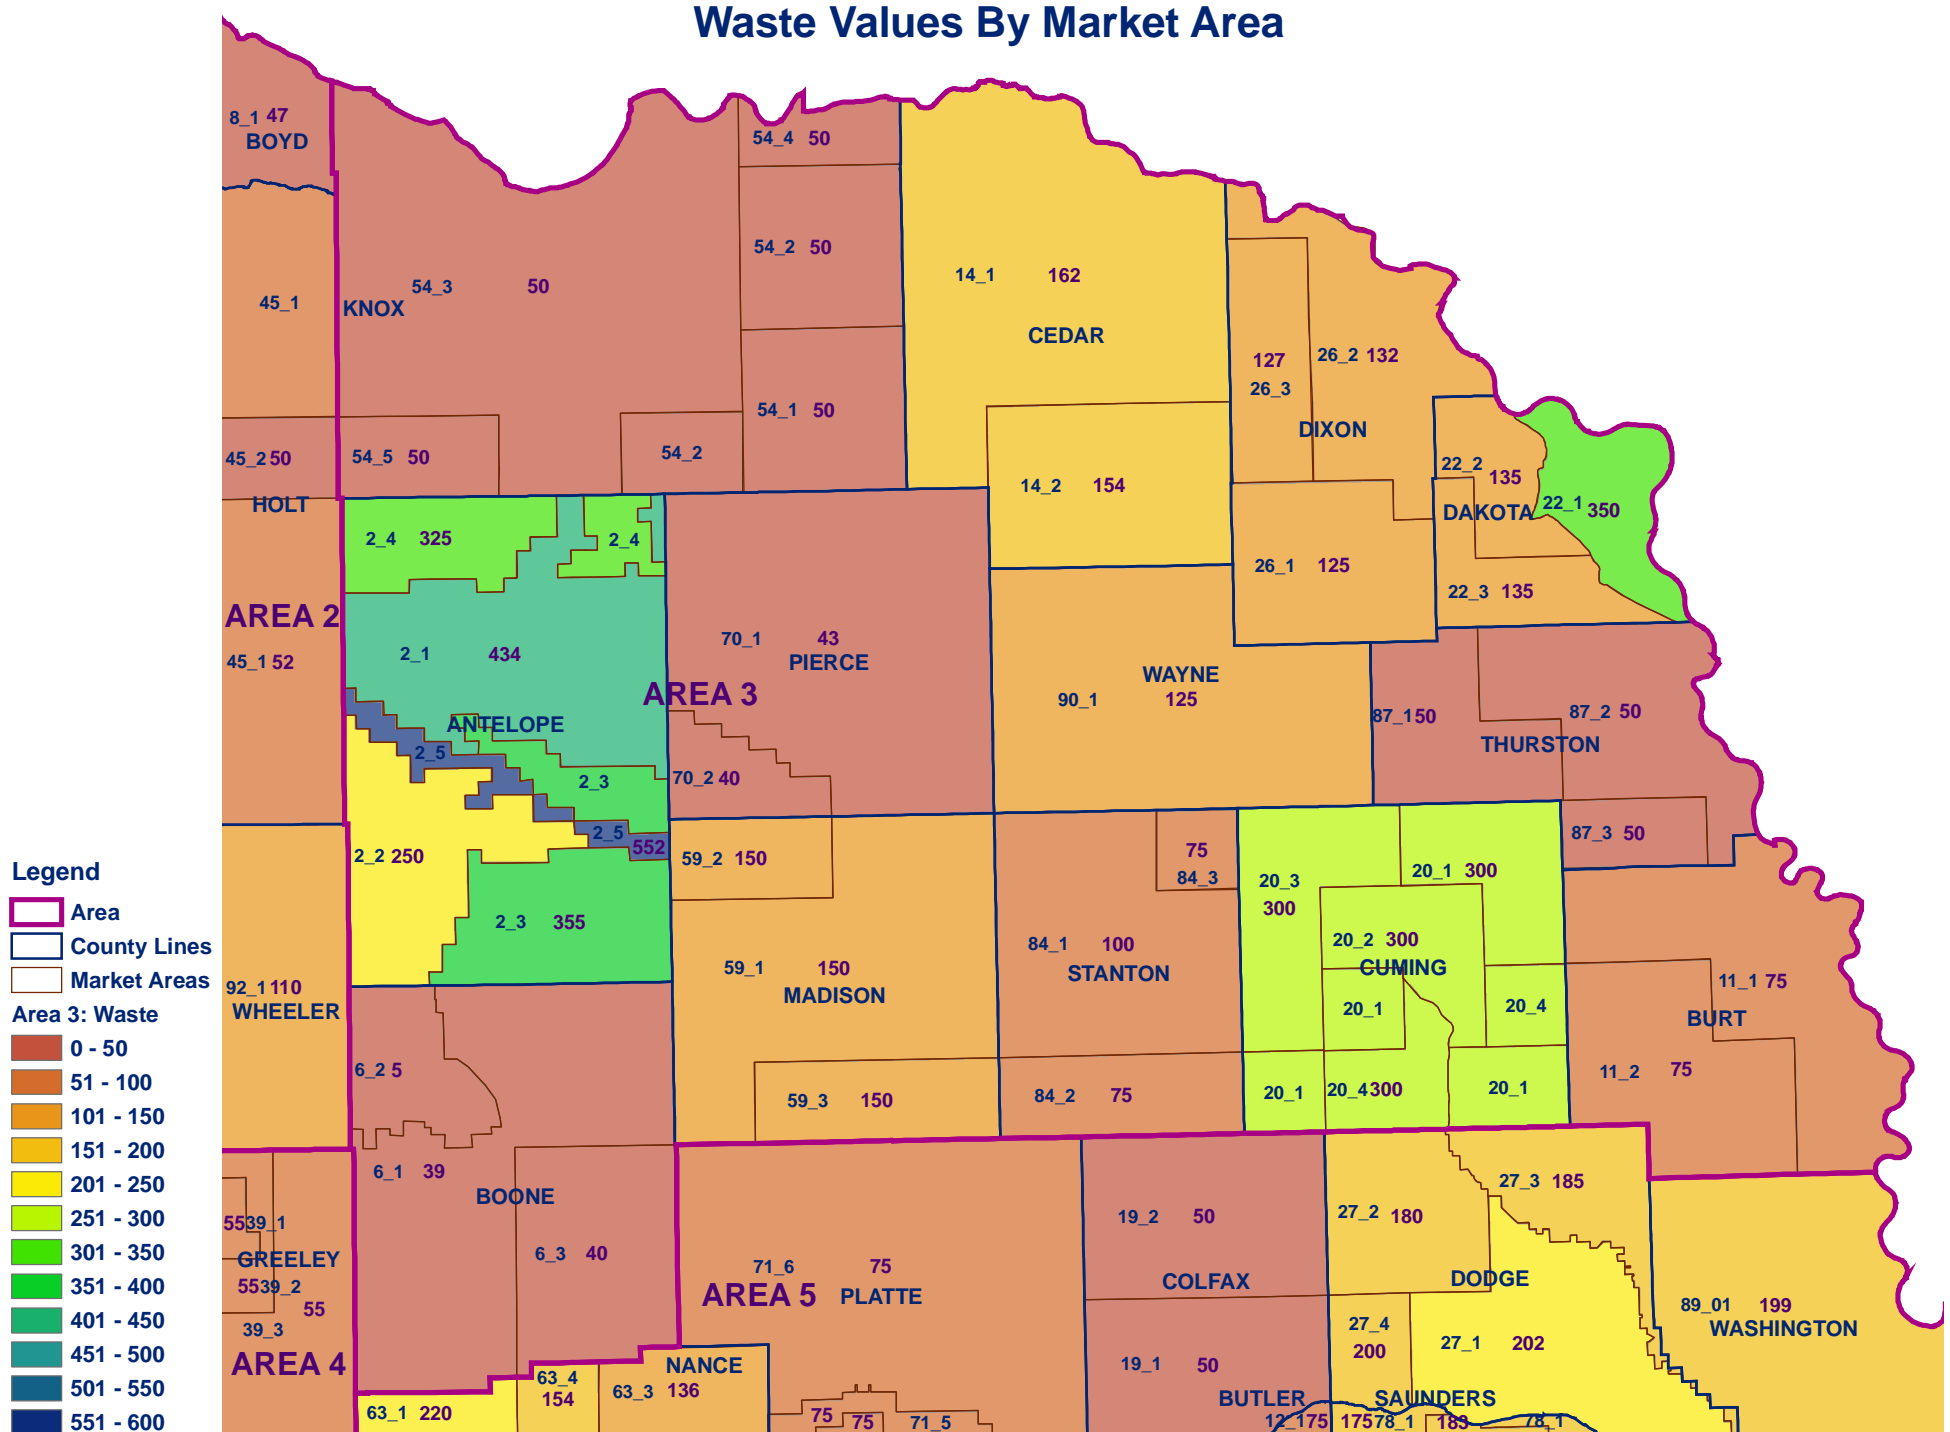 Waste Values By Market Area
8_1 47
BOYD
54_4 50
54_2 50
14_1 162
54_3 50
45_1
KNOX
CEDAR
127
26_3
26_2 132
54_1 50
DIXON
45_2 50
54_5 50
54_2
22_2
135
14_2 154
22_1 350
HOLT
DAKOTA
2_4 325
2_4
26_1 125
22_3 135
AREA 2
70_1 43
2_1 434
45_1 52
PIERCE
WAYNE
AREA 3
90_1 125
87_1 50
87_2 50
ANTELOPE
THURSTON
2_5
2_3
70_2 40
2_5
552
87_3 50
2_2 250
59_2 150
75
84_3
20_3
300
20_1 300
2_3 355
20_2 300
CUMING
84_1 100
STANTON
59_1 150
MADISON
92_1 110
WHEELER
20_1
20_4
11_1 75
BURT
6_2 5
11_2 75
59_3 150
84_2 75
20_1
20_4 300
20_1
Legend
Area
County Lines
Market Areas
Area 3: Waste
0 - 50
51 - 100
101 - 150
151 - 200
201 - 250
251 - 300
301 - 350
351 - 400
401 - 450
451 - 500
501 - 550
551 - 600
6_1 39
BOONE
27_3 185
19_2 50
27_2 180
55 39_1
GREELEY
55 39_2
55
39_3
AREA 4
6_3 40
71_6 75
AREA 5
PLATTE
COLFAX
DODGE
89_01 199
WASHINGTON
27_4
200
27_1 202
NANCE
19_1 50
63_4
154
63_3 136
BUTLER
SAUNDERS
63_1 220
75
75
71_5
12_1 75
175 78_1
183
78_1